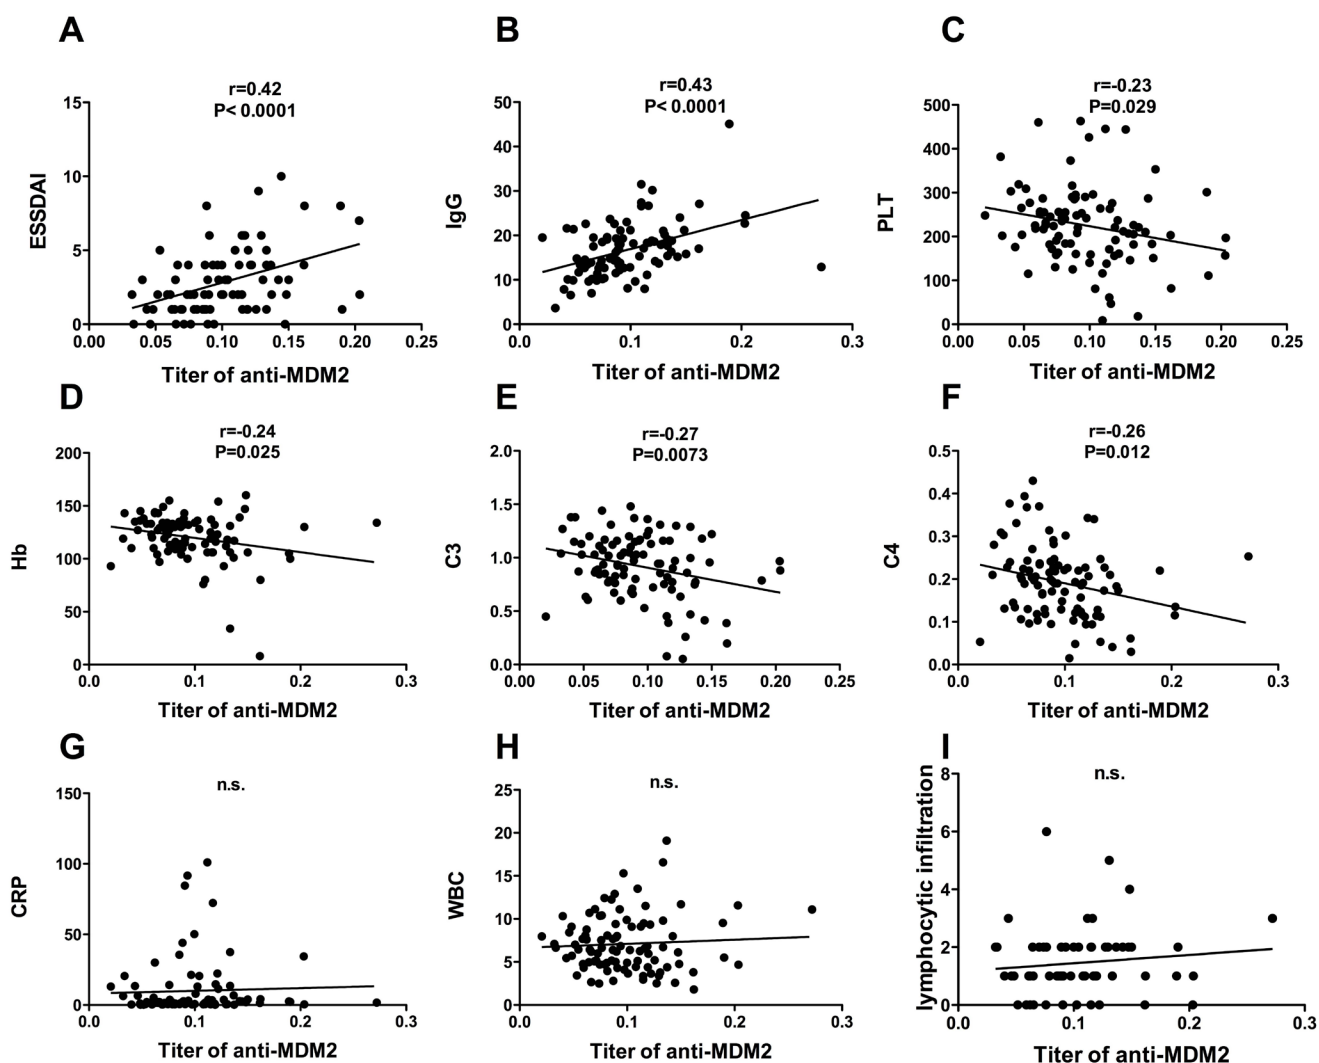 A
r=0.42
P< 0.0001
ESSDAI
15
10
5
0
0.00 0.05 0.10 0.15 0.20 0.25
Titer of anti-MDM2
B
r=0.43
P< 0.0001
IgG
50
40
30
20
10
0
0 0.1 0.2 0.3
Titer of anti-MDM2
C
r=-0.23
P=0.029
PLT
500
400
300
200
100
0
0.00 0.05 0.10 0.15 0.20 0.25
Titer of anti-MDM2
D
r=-0.24
P=0.025
Hb
200
150
100
50
0
0.0 0.1 0.2 0.3
Titer of anti-MDM2
E
r=-0.27
P=0.0073
C3
2.0
1.5
1.0
0.5
0.0
0.00 0.05 0.10 0.15 0.20 0.25
Titer of anti-MDM2
F
r=-0.26
P=0.012
C4
0.5
0.4
0.3
0.2
0.1
0.0
0.0 0.1 0.2 0.3
Titer of anti-MDM2
G
n.s.
CRP
150
100
50
0
0.0 0.1 0.2 0.3
Titer of anti-MDM2
H
n.s.
WBC
25
20
15
10
5
0
0.0 0.1 0.2 0.3
Titer of anti-MDM2
I
n.s.
lymphocytic infiltration
8
6
4
2
0
0.0 0.1 0.2 0.3
Titer of anti-MDM2